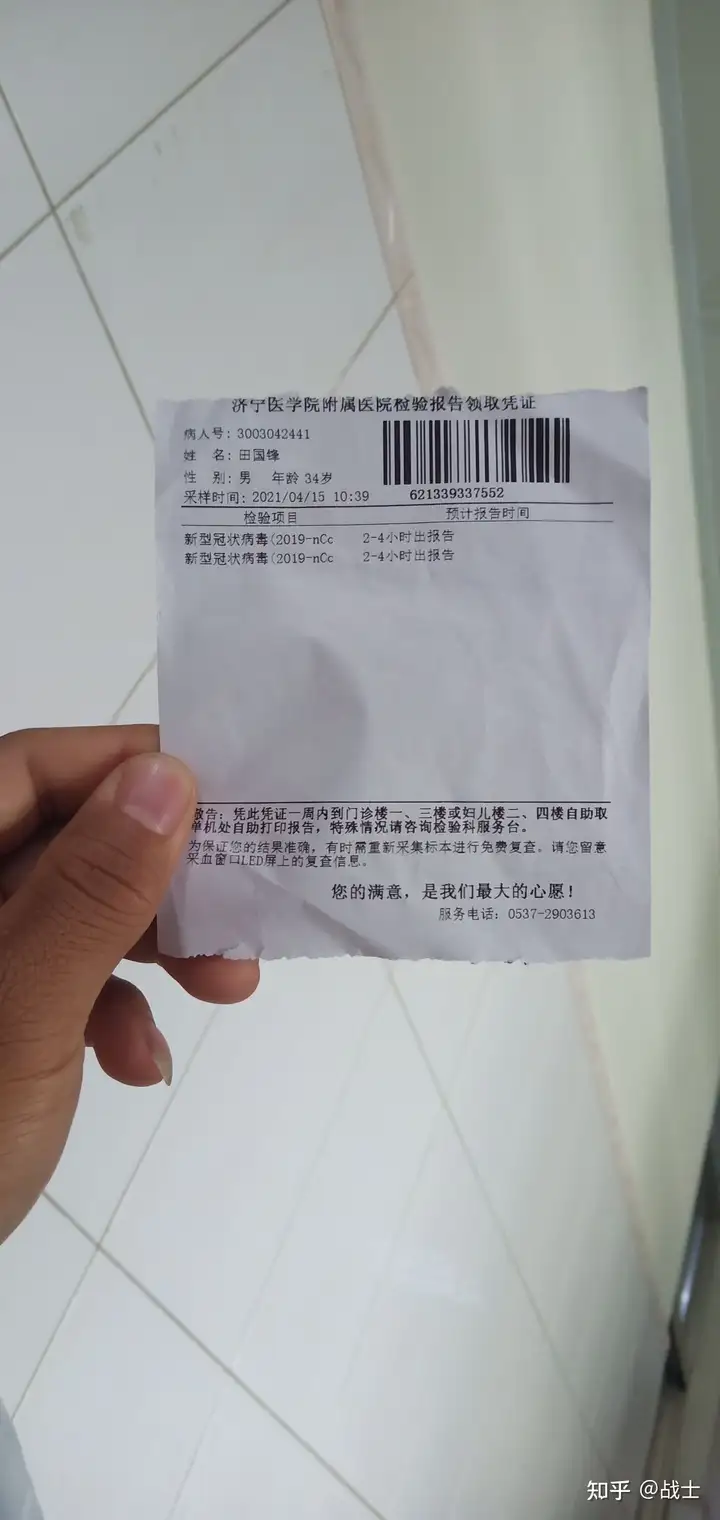 济宁医学院附属医院检验报告领取凭证
病人号: 3003042441
姓 名: 田国锋
性 别: 男 年龄 34岁
采样时间: 2021/04/15 10:39
621339337552
检验项目 预计报告时间
新型冠状病毒(2019-nCc 2-4小时出报告
新型冠状病毒(2019-nCc 2-4小时出报告
敬告: 凭此凭证一周内到门诊楼一、三楼或妇儿楼二、四楼自助取
单机处自助打印报告，特殊情况请咨询检验科服务台。
为保证您的结果准确，有时需重新采集标本进行免费复查。请您留意
采血窗口LED屏上的复查信息。
您的满意，是我们最大的心愿！
服务电话: 0537-2903613
知乎 @战士